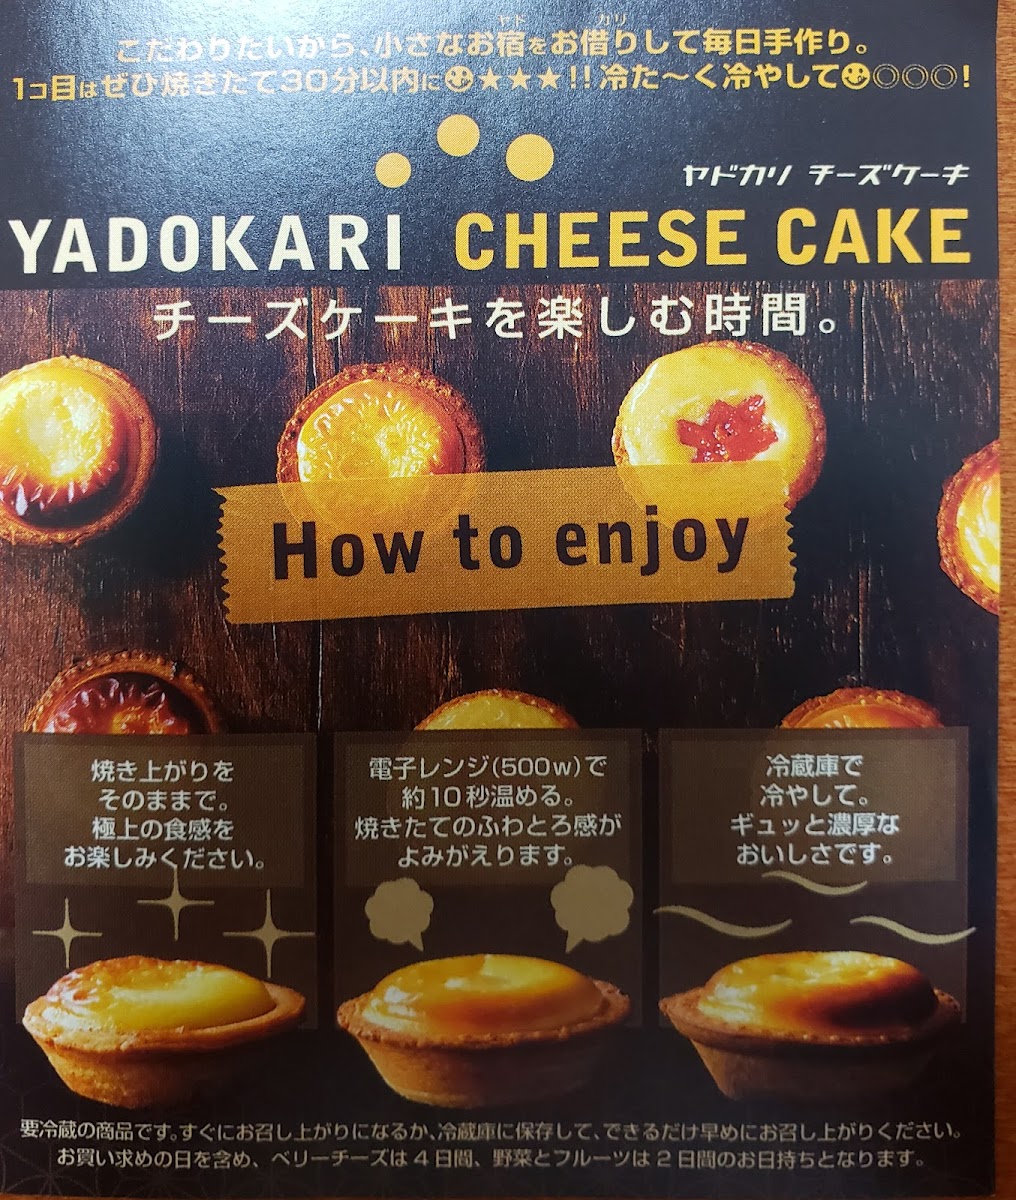 ヤド カリ
こだわりたいから、小さなお宿をお借りして毎日手作り。
1コ目はぜひ焼きたて30分以内に★★★!!冷た〜く冷やして◎◎◎!
ヤドカリ チーズケーキ
YADOKARI CHEESE CAKE
チーズケーキを楽しむ時間。
How to enjoy
焼き上がりを
そのままで。
極上の食感を
お楽しみください。
電子レンジ(500w)で
約10秒温める。
焼きたてのふわとろ感が
よみがえります。
冷蔵庫で
冷やして。
ギュッと濃厚な
おいしさです。
要冷蔵の商品です。すぐにお召し上がりになるか、冷蔵庫に保存して、できるだけ早めにお召し上がりください。
お買い求めの日を含め、ベリーチーズは4日間、野菜とフルーツは2日間のお日持ちとなります。